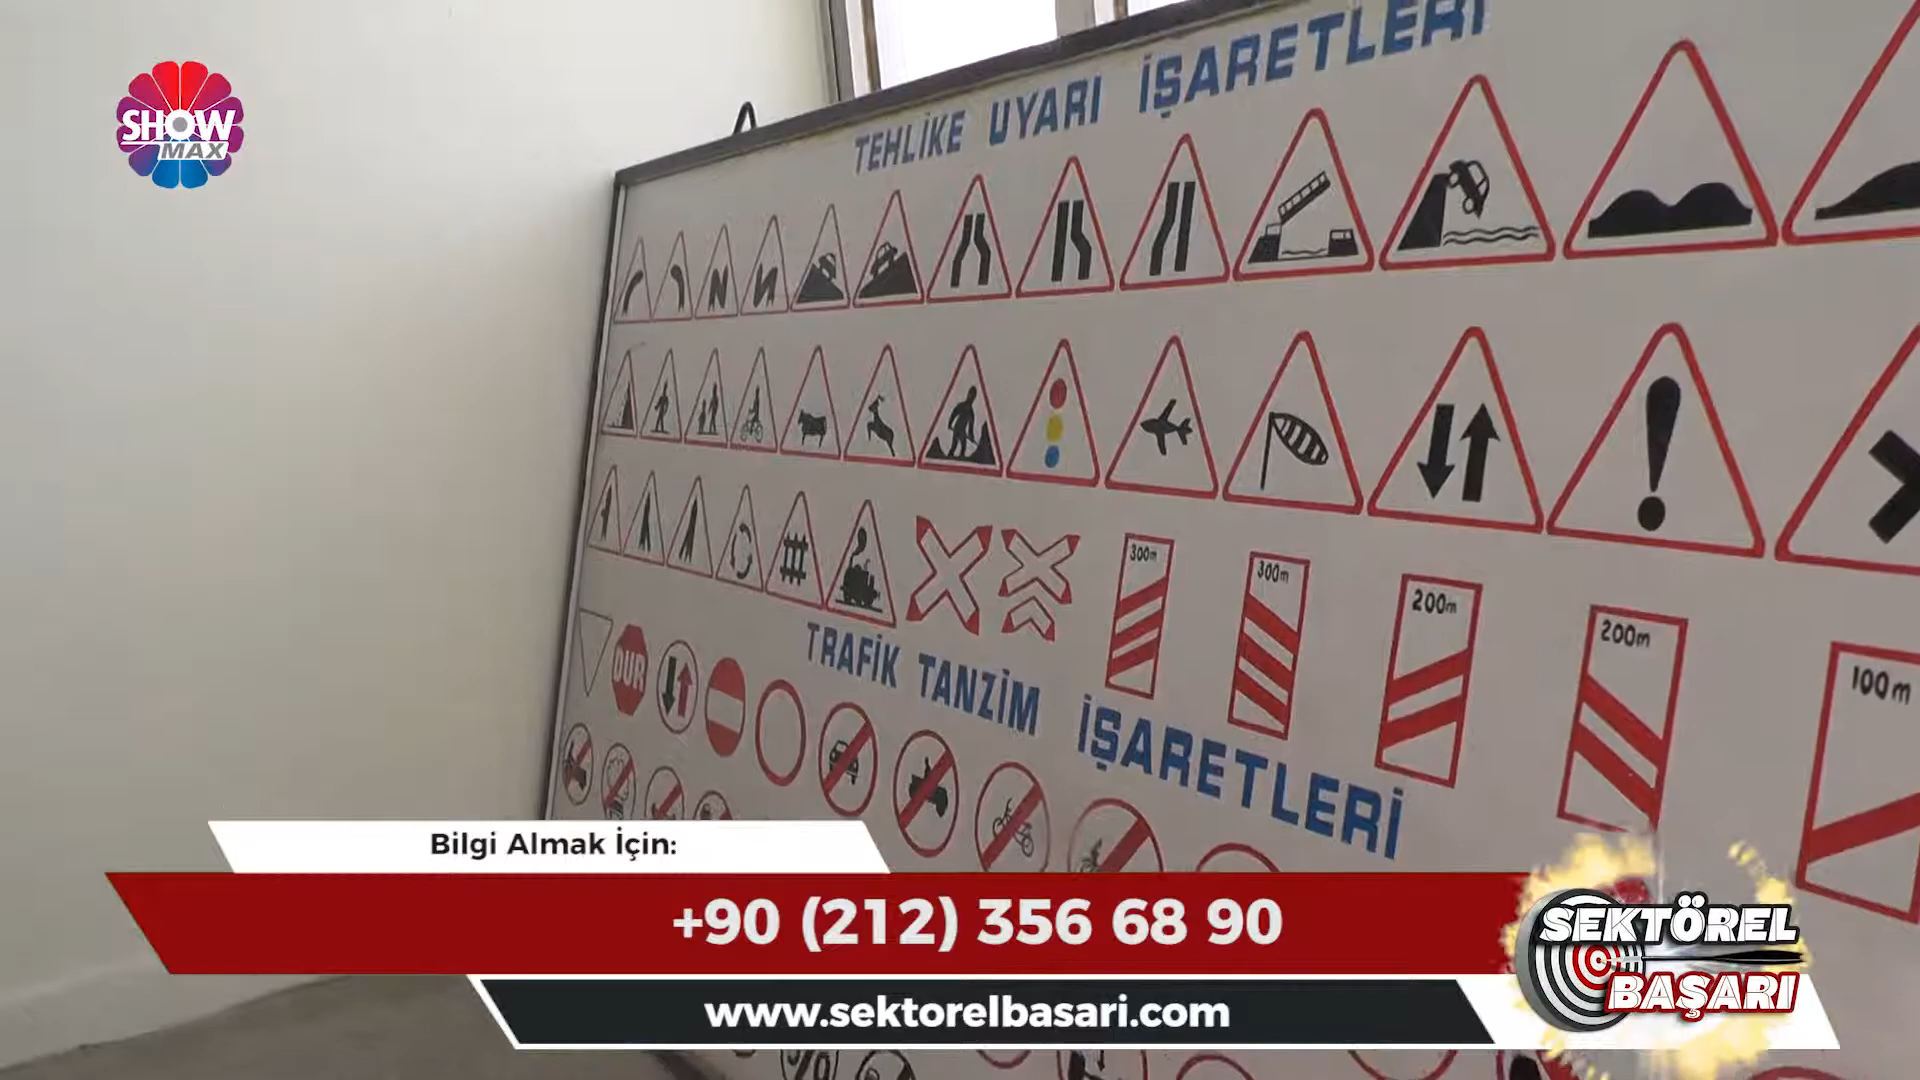 SHOW
MAX
TEHLİKE UYARI İŞARETLERİ
300m
300m
200m
200m
100m
DUR
TRAFİK TANZİM İŞARETLERİ
Bilgi Almak İçin:
+90 (212) 356 68 90
www.sektorelbasari.com
SEKTÖREL
BAŞARI